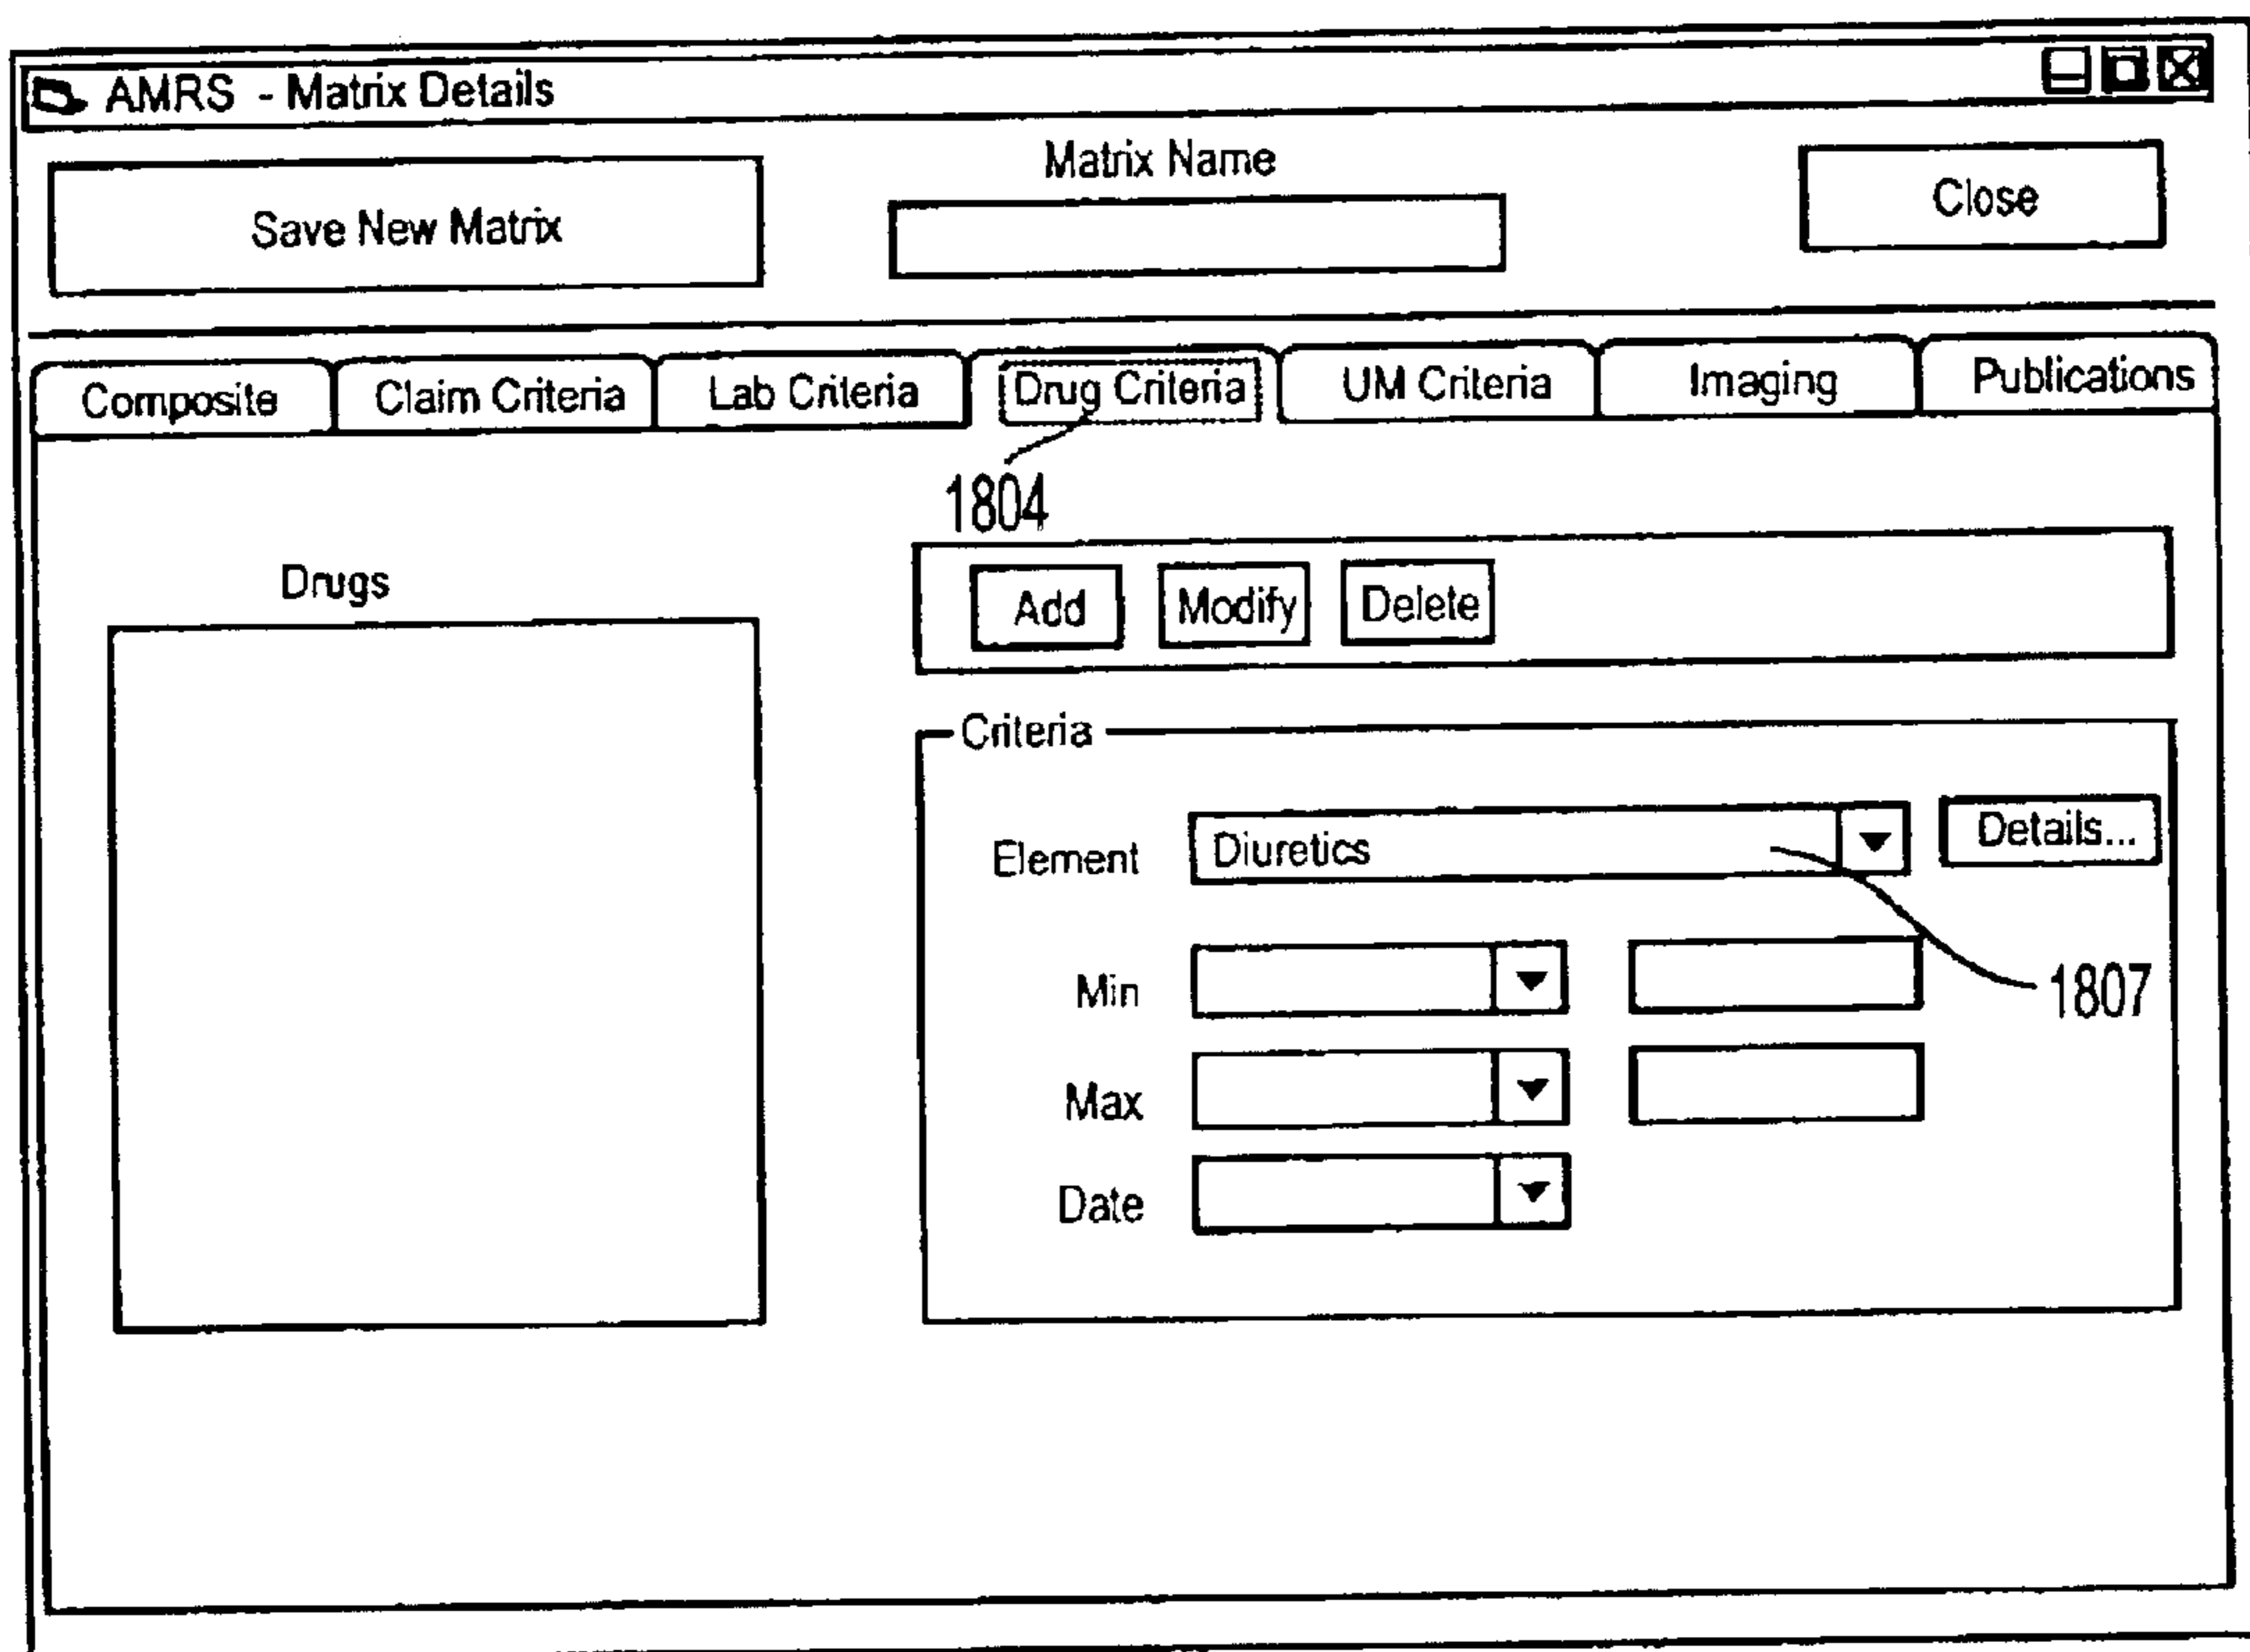 AMRS - Matrix Details
Save New Matrix
Matrix Name
Close
Composite Claim Criteria Lab Criteria Drug Criteria UM Criteria Imaging Publications
1804
Drugs
Add Modify Delete
Criteria
Element Diuretics Details...
Min
1807
Max
Date